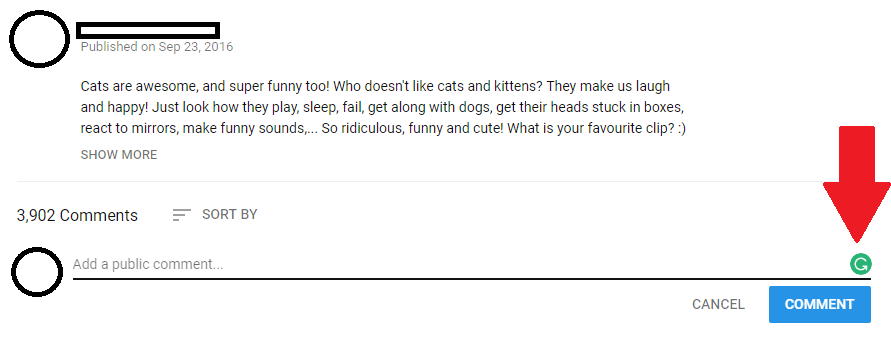 Published on Sep 23, 2016
Cats are awesome, and super funny too! Who doesn't like cats and kittens? They make us laugh
and happy! Just look how they play, sleep, fail, get along with dogs, get their heads stuck in boxes,
react to mirrors, make funny sounds,... So ridiculous, funny and cute! What is your favourite clip? :)
SHOW MORE
3,902 Comments SORT BY
Add a public comment...
CANCEL COMMENT